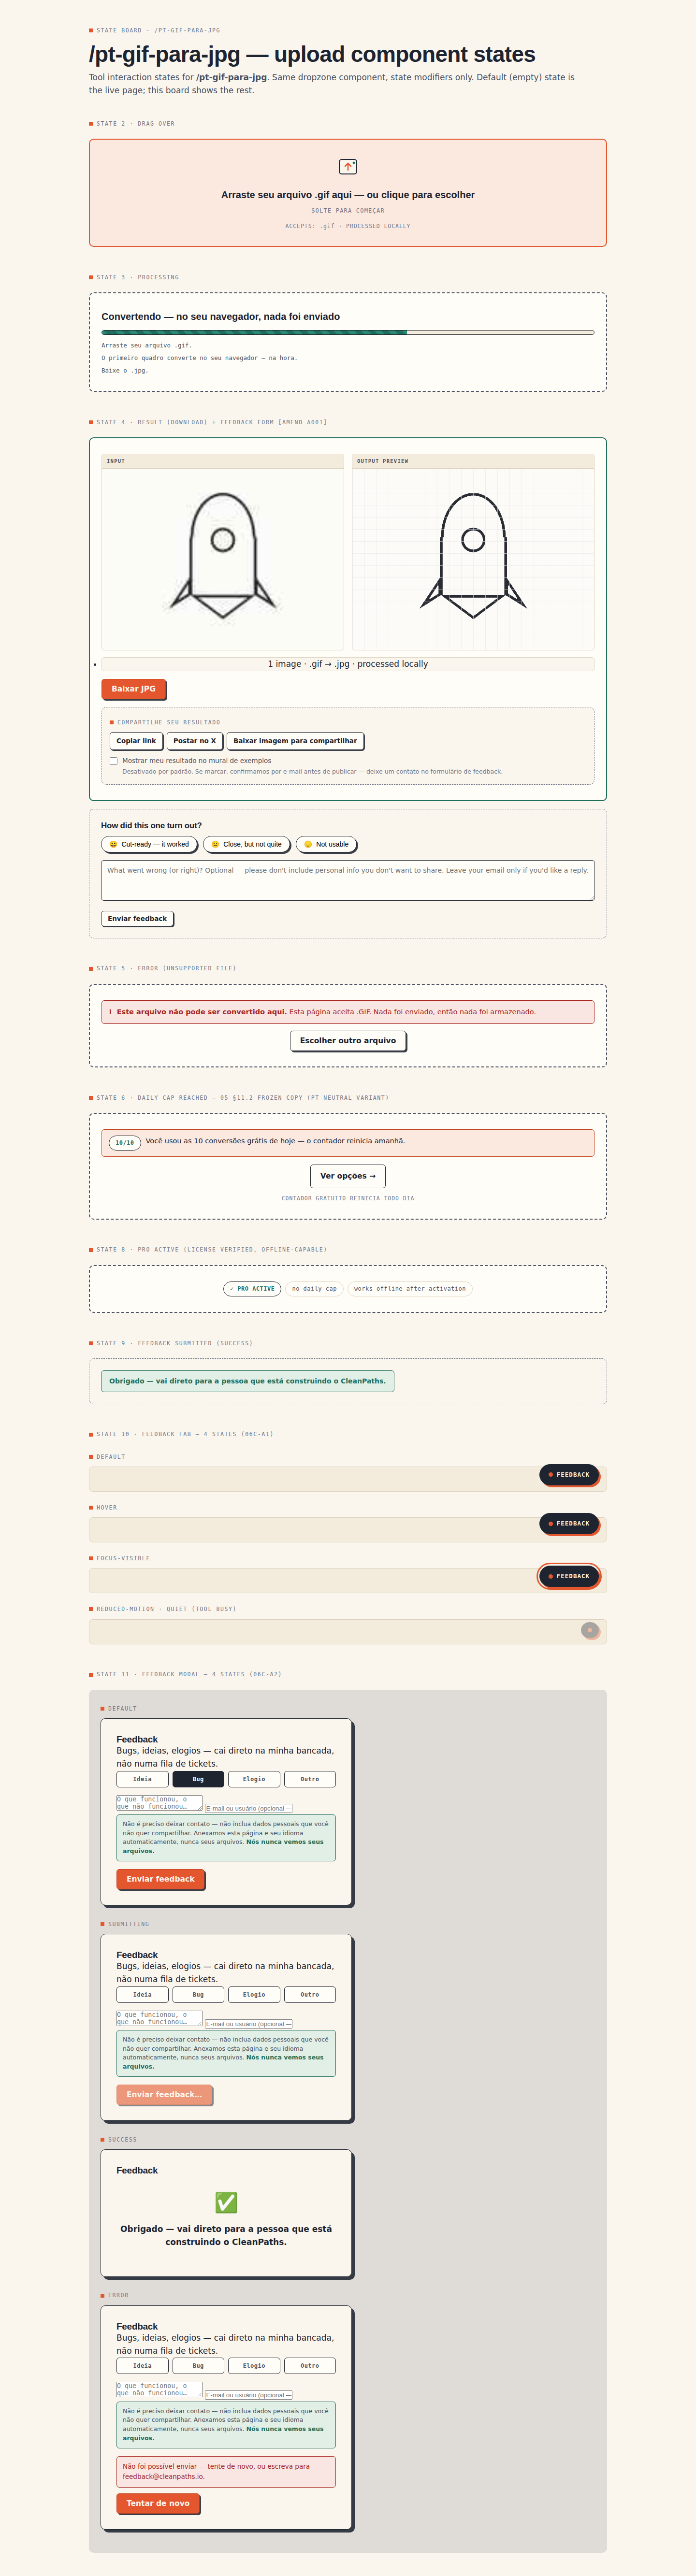 STATE BOARD · /PT-GIF-PARA-JPG
/pt-gif-para-jpg — upload component states
Tool interaction states for /pt-gif-para-jpg. Same dropzone component, state modifiers only. Default (empty) state is
the live page; this board shows the rest.
STATE 2 · DRAG-OVER
Arraste seu arquivo .gif aqui — ou clique para escolher
SOLTE PARA COMEÇAR
ACCEPTS: .gif · PROCESSED LOCALLY
STATE 3 · PROCESSING
Convertendo — no seu navegador, nada foi enviado
Arraste seu arquivo .gif.
O primeiro quadro converte no seu navegador — na hora.
Baixe o .jpg.
STATE 4 · RESULT (DOWNLOAD) + FEEDBACK FORM [AMEND A001]
INPUT
OUTPUT PREVIEW
1 image · .gif → .jpg · processed locally
Baixar JPG
COMPARTILHE SEU RESULTADO
Copiar link
Postar no X
Baixar imagem para compartilhar
Mostrar meu resultado no mural de exemplos
Desativado por padrão. Se marcar, confirmamos por e-mail antes de publicar — deixe um contato no formulário de feedback.
How did this one turn out?
😀 Cut-ready — it worked
😐 Close, but not quite
😞 Not usable
What went wrong (or right)? Optional — please don't include personal info you don't want to share. Leave your email only if you'd like a reply.
Enviar feedback
STATE 5 · ERROR (UNSUPPORTED FILE)
! Este arquivo não pode ser convertido aqui. Esta página aceita .GIF. Nada foi enviado, então nada foi armazenado.
Escolher outro arquivo
STATE 6 · DAILY CAP REACHED — 05 §11.2 FROZEN COPY (PT NEUTRAL VARIANT)
10/10 Você usou as 10 conversões grátis de hoje — o contador reinicia amanhã.
Ver opções →
CONTADOR GRATUITO REINICIA TODO DIA
STATE 8 · PRO ACTIVE (LICENSE VERIFIED, OFFLINE-CAPABLE)
✓ PRO ACTIVE
no daily cap
works offline after activation
STATE 9 · FEEDBACK SUBMITTED (SUCCESS)
Obrigado — vai direto para a pessoa que está construindo o CleanPaths.
STATE 10 · FEEDBACK FAB — 4 STATES (06C-A1)
DEFAULT
FEEDBACK
HOVER
FEEDBACK
FOCUS-VISIBLE
FEEDBACK
REDUCED-MOTION · QUIET (TOOL BUSY)
STATE 11 · FEEDBACK MODAL — 4 STATES (06C-A2)
DEFAULT
Feedback
Bugs, ideias, elogios — cai direto na minha bancada,
não numa fila de tickets.
Ideia
Bug
Elogio
Outro
O que funcionou, o
que não funcionou…
E-mail ou usuário (opcional —
Não é preciso deixar contato — não inclua dados pessoais que você
não quer compartilhar. Anexamos esta página e seu idioma
automaticamente, nunca seus arquivos. Nós nunca vemos seus
arquivos.
Enviar feedback
SUBMITTING
Feedback
Bugs, ideias, elogios — cai direto na minha bancada,
não numa fila de tickets.
Ideia
Bug
Elogio
Outro
O que funcionou, o
que não funcionou…
E-mail ou usuário (opcional —
Não é preciso deixar contato — não inclua dados pessoais que você
não quer compartilhar. Anexamos esta página e seu idioma
automaticamente, nunca seus arquivos. Nós nunca vemos seus
arquivos.
Enviar feedback…
SUCCESS
Feedback
Obrigado — vai direto para a pessoa que está
construindo o CleanPaths.
ERROR
Feedback
Bugs, ideias, elogios — cai direto na minha bancada,
não numa fila de tickets.
Ideia
Bug
Elogio
Outro
O que funcionou, o
que não funcionou…
E-mail ou usuário (opcional —
Não é preciso deixar contato — não inclua dados pessoais que você
não quer compartilhar. Anexamos esta página e seu idioma
automaticamente, nunca seus arquivos. Nós nunca vemos seus
arquivos.
Não foi possível enviar — tente de novo, ou escreva para
feedback@cleanpaths.io.
Tentar de novo